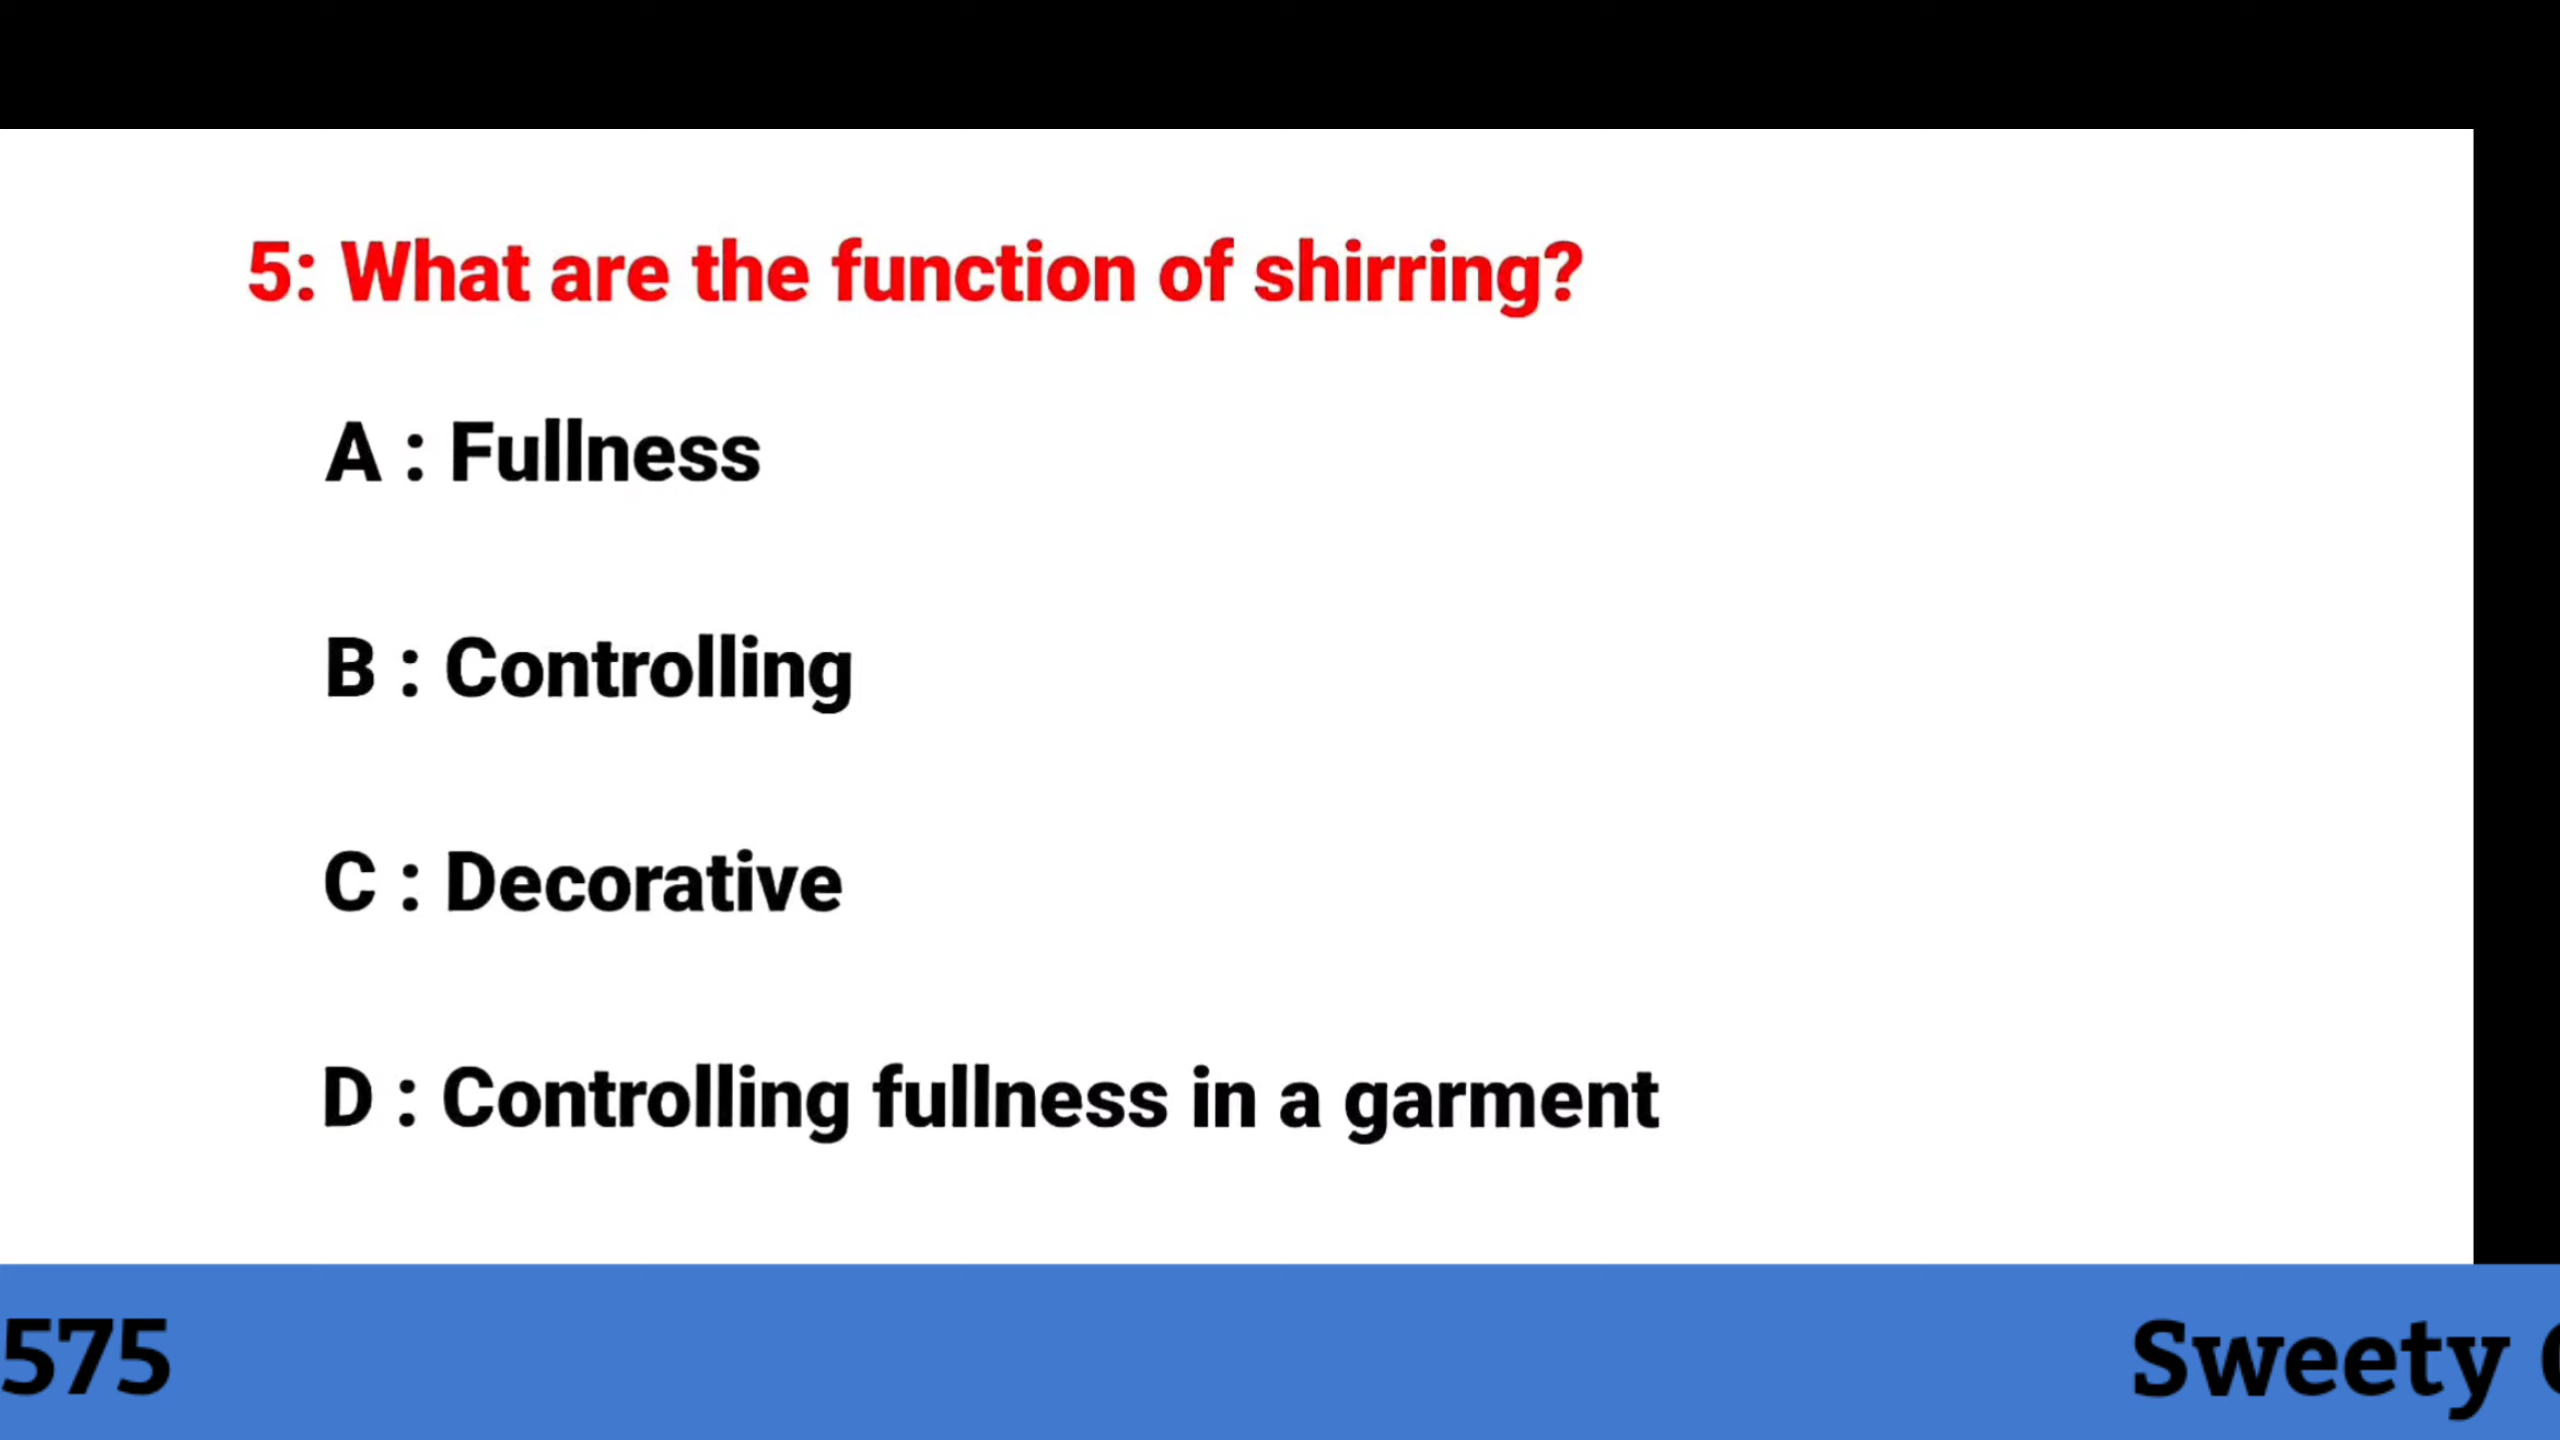 5: What are the function of shirring?
A : Fullness
B : Controlling
C : Decorative
D : Controlling fullness in a garment
575
Sweety